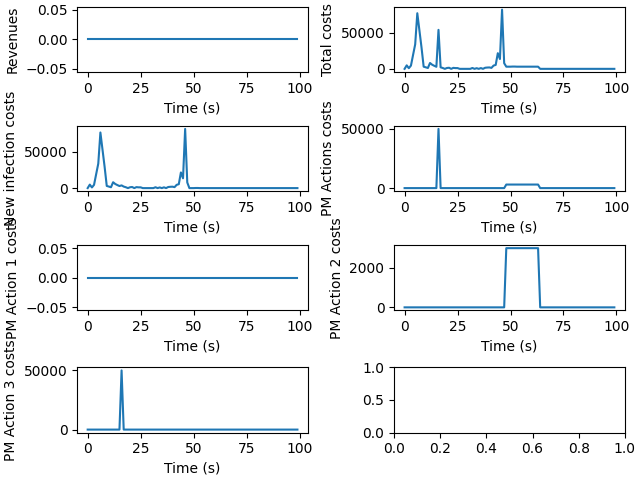 Revenues
0.05
0.00
−0.05
0 25 50 75 100
Time (s)
Total costs
50000
0
0 25 50 75 100
Time (s)
New infection costs
50000
0
0 25 50 75 100
Time (s)
PM Actions costs
50000
0
0 25 50 75 100
Time (s)
PM Action 1 costs
0.05
0.00
−0.05
0 25 50 75 100
Time (s)
PM Action 2 costs
2000
0
0 25 50 75 100
Time (s)
PM Action 3 costs
50000
0
0 25 50 75 100
Time (s)
1.0
0.5
0.0
0.0 0.2 0.4 0.6 0.8 1.0